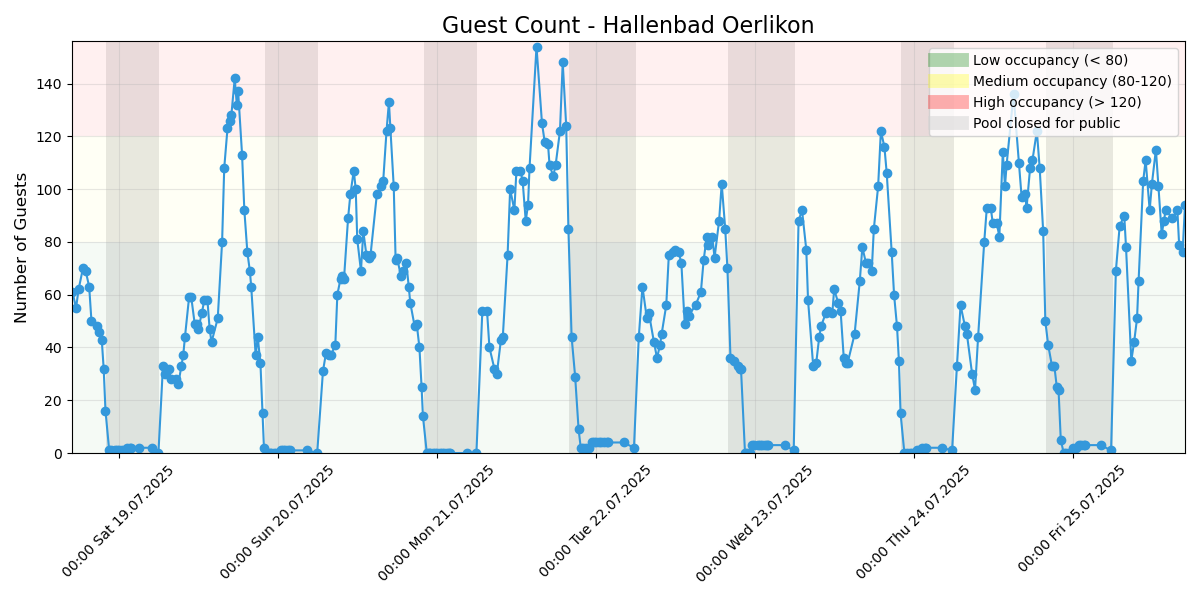 Guest Count - Hallenbad Oerlikon
Number of Guests
140
120
100
80
60
40
20
0
Low occupancy (< 80)
Medium occupancy (80-120)
High occupancy (> 120)
Pool closed for public
00:00 Sat 19.07.2025
00:00 Sun 20.07.2025
00:00 Mon 21.07.2025
00:00 Tue 22.07.2025
00:00 Wed 23.07.2025
00:00 Thu 24.07.2025
00:00 Fri 25.07.2025